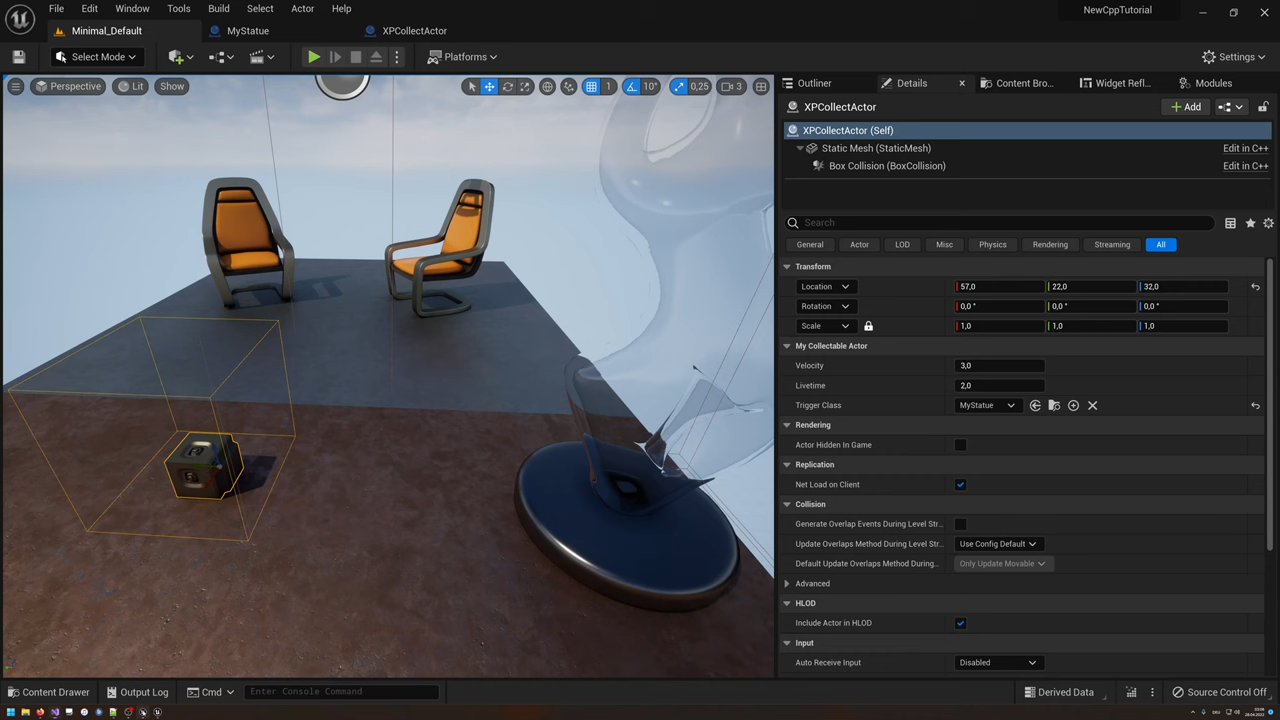 File Edit View Tools Build Select Actor Help
NewCppTutorial
Minimal_Default MyStatue XPCollectActor
Select Mode Platforms Settings
Perspective Lit Show 1 10° 0,25 3
Outliner Details Content Bro... Widget Refl... Modules
XPCollectActor Add
XPCollectActor (Self)
Static Mesh (StaticMesh) Edit in C++
Box Collision (BoxCollision) Edit in C++
Search
General Actor LOD Misc Physics Rendering Streaming All
Transform
Location 57,0 22,0 32,0
Rotation 0,0 ° 0,0 ° 0,0 °
Scale 1,0 1,0 1,0
My Collectable Actor
Velocity 3,0
Livetime 2,0
Trigger Class MyStatue
Rendering
Actor Hidden In Game
Replication
Net Load on Client
Collision
Generate Overlap Events During Level Str...
Update Overlaps Method During Level Str... Use Config Default
Default Update Overlaps Method During... Only Update Movable
Advanced
HLOD
Include Actor in HLOD
Input
Auto Receive Input Disabled
Content Drawer Output Log Cmd Enter Console Command Derived Data Source Control Off